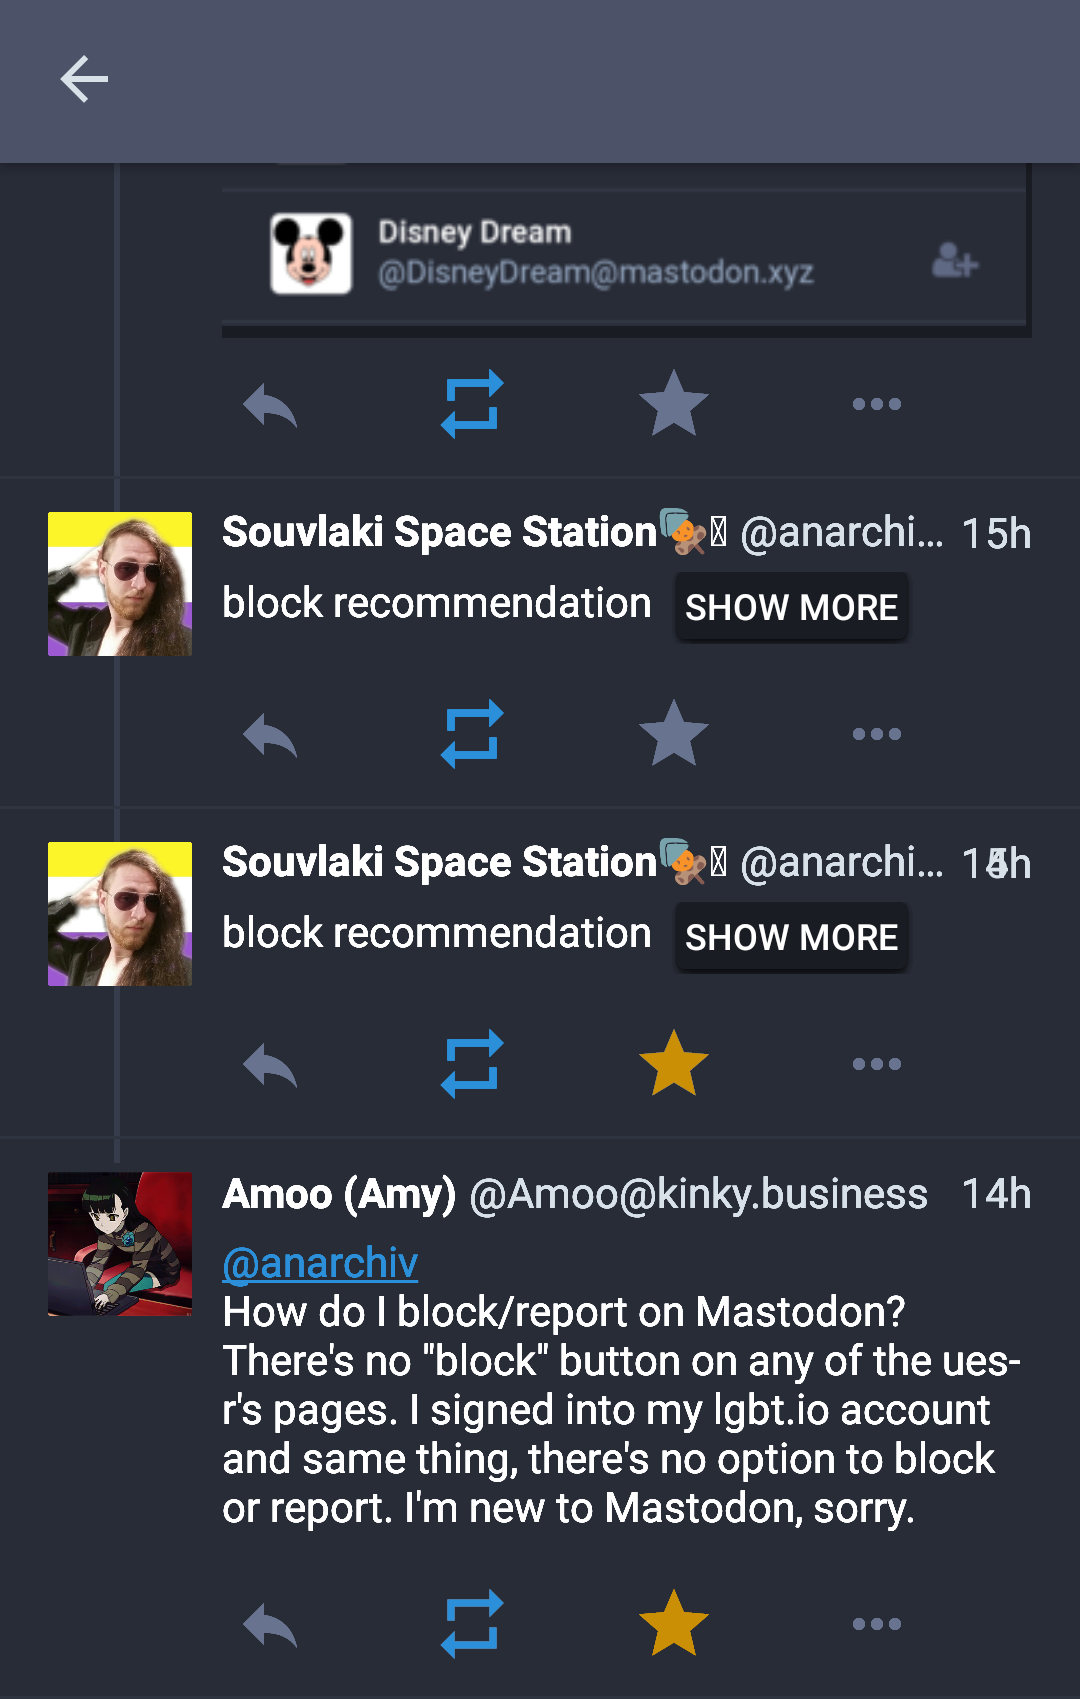 Disney Dream
@DisneyDream@mastodon.xyz
Souvlaki Space Station @anarchi... 15h
block recommendation SHOW MORE
Souvlaki Space Station @anarchi...
block recommendation SHOW MORE
Amoo (Amy) @Amoo@kinky.business 14h
@anarchiv
How do I block/report on Mastodon?
There's no "block" button on any of the ues-
r's pages. I signed into my lgbt.io account
and same thing, there's no option to block
or report. I'm new to Mastodon, sorry.